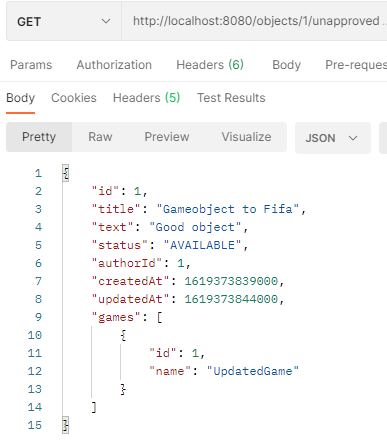 GET http://localhost:8080/objects/1/unapproved ..
Params Authorization Headers (6) Body Pre-reques
Body Cookies Headers (5) Test Results
Pretty Raw Preview Visualize JSON
1 {
2 "id": 1,
3 "title": "Gameobject to Fifa",
4 "text": "Good object",
5 "status": "AVAILABLE",
6 "authorId": 1,
7 "createdAt": 1619373839000,
8 "updatedAt": 1619373844000,
9 "games": [
10 {
11 "id": 1,
12 "name": "UpdatedGame"
13 }
14 ]
15 }